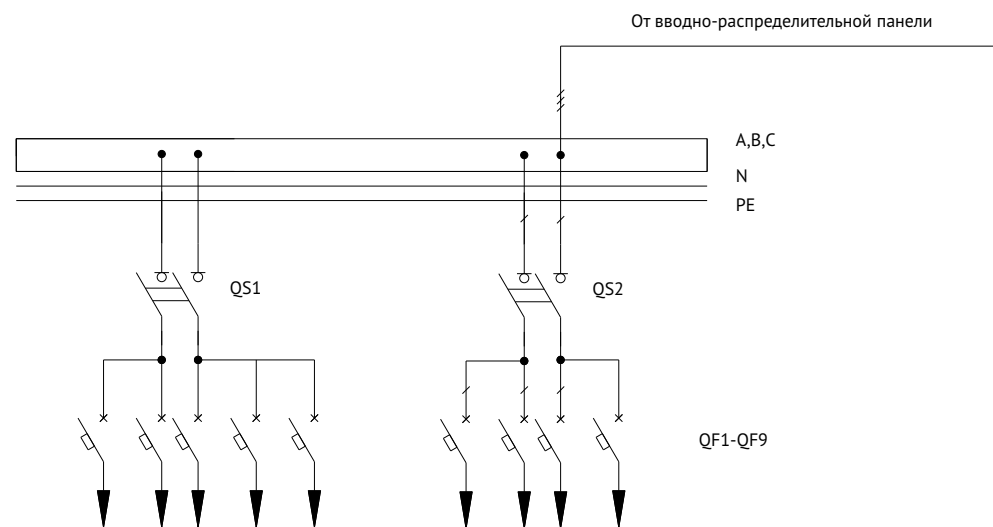 От вводно-распределительной панели
A,B,C
N
PE
QS1
QS2
QF1-QF9